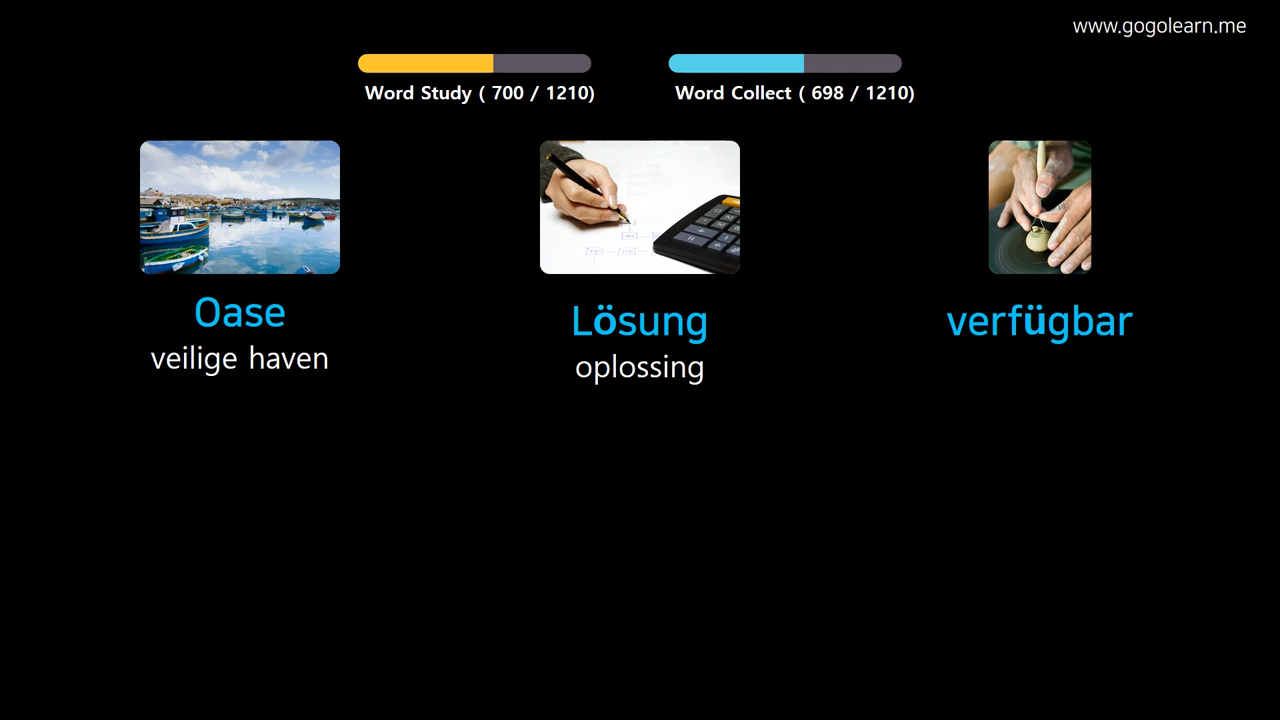 www.gogolearn.me
Word Study ( 700 / 1210)
Word Collect ( 698 / 1210)
Oase
veilige haven
Lösung
oplossing
verfügbar